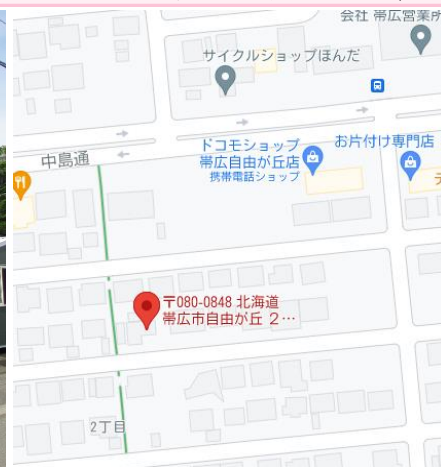 会社 帯広営業所
サイクルショップほんだ
中島通
ドコモショップ
帯広自由が丘店
携帯電話ショップ
お片付け専門店
テ
〒080-0848 北海道
帯広市自由が丘 2…
2丁目